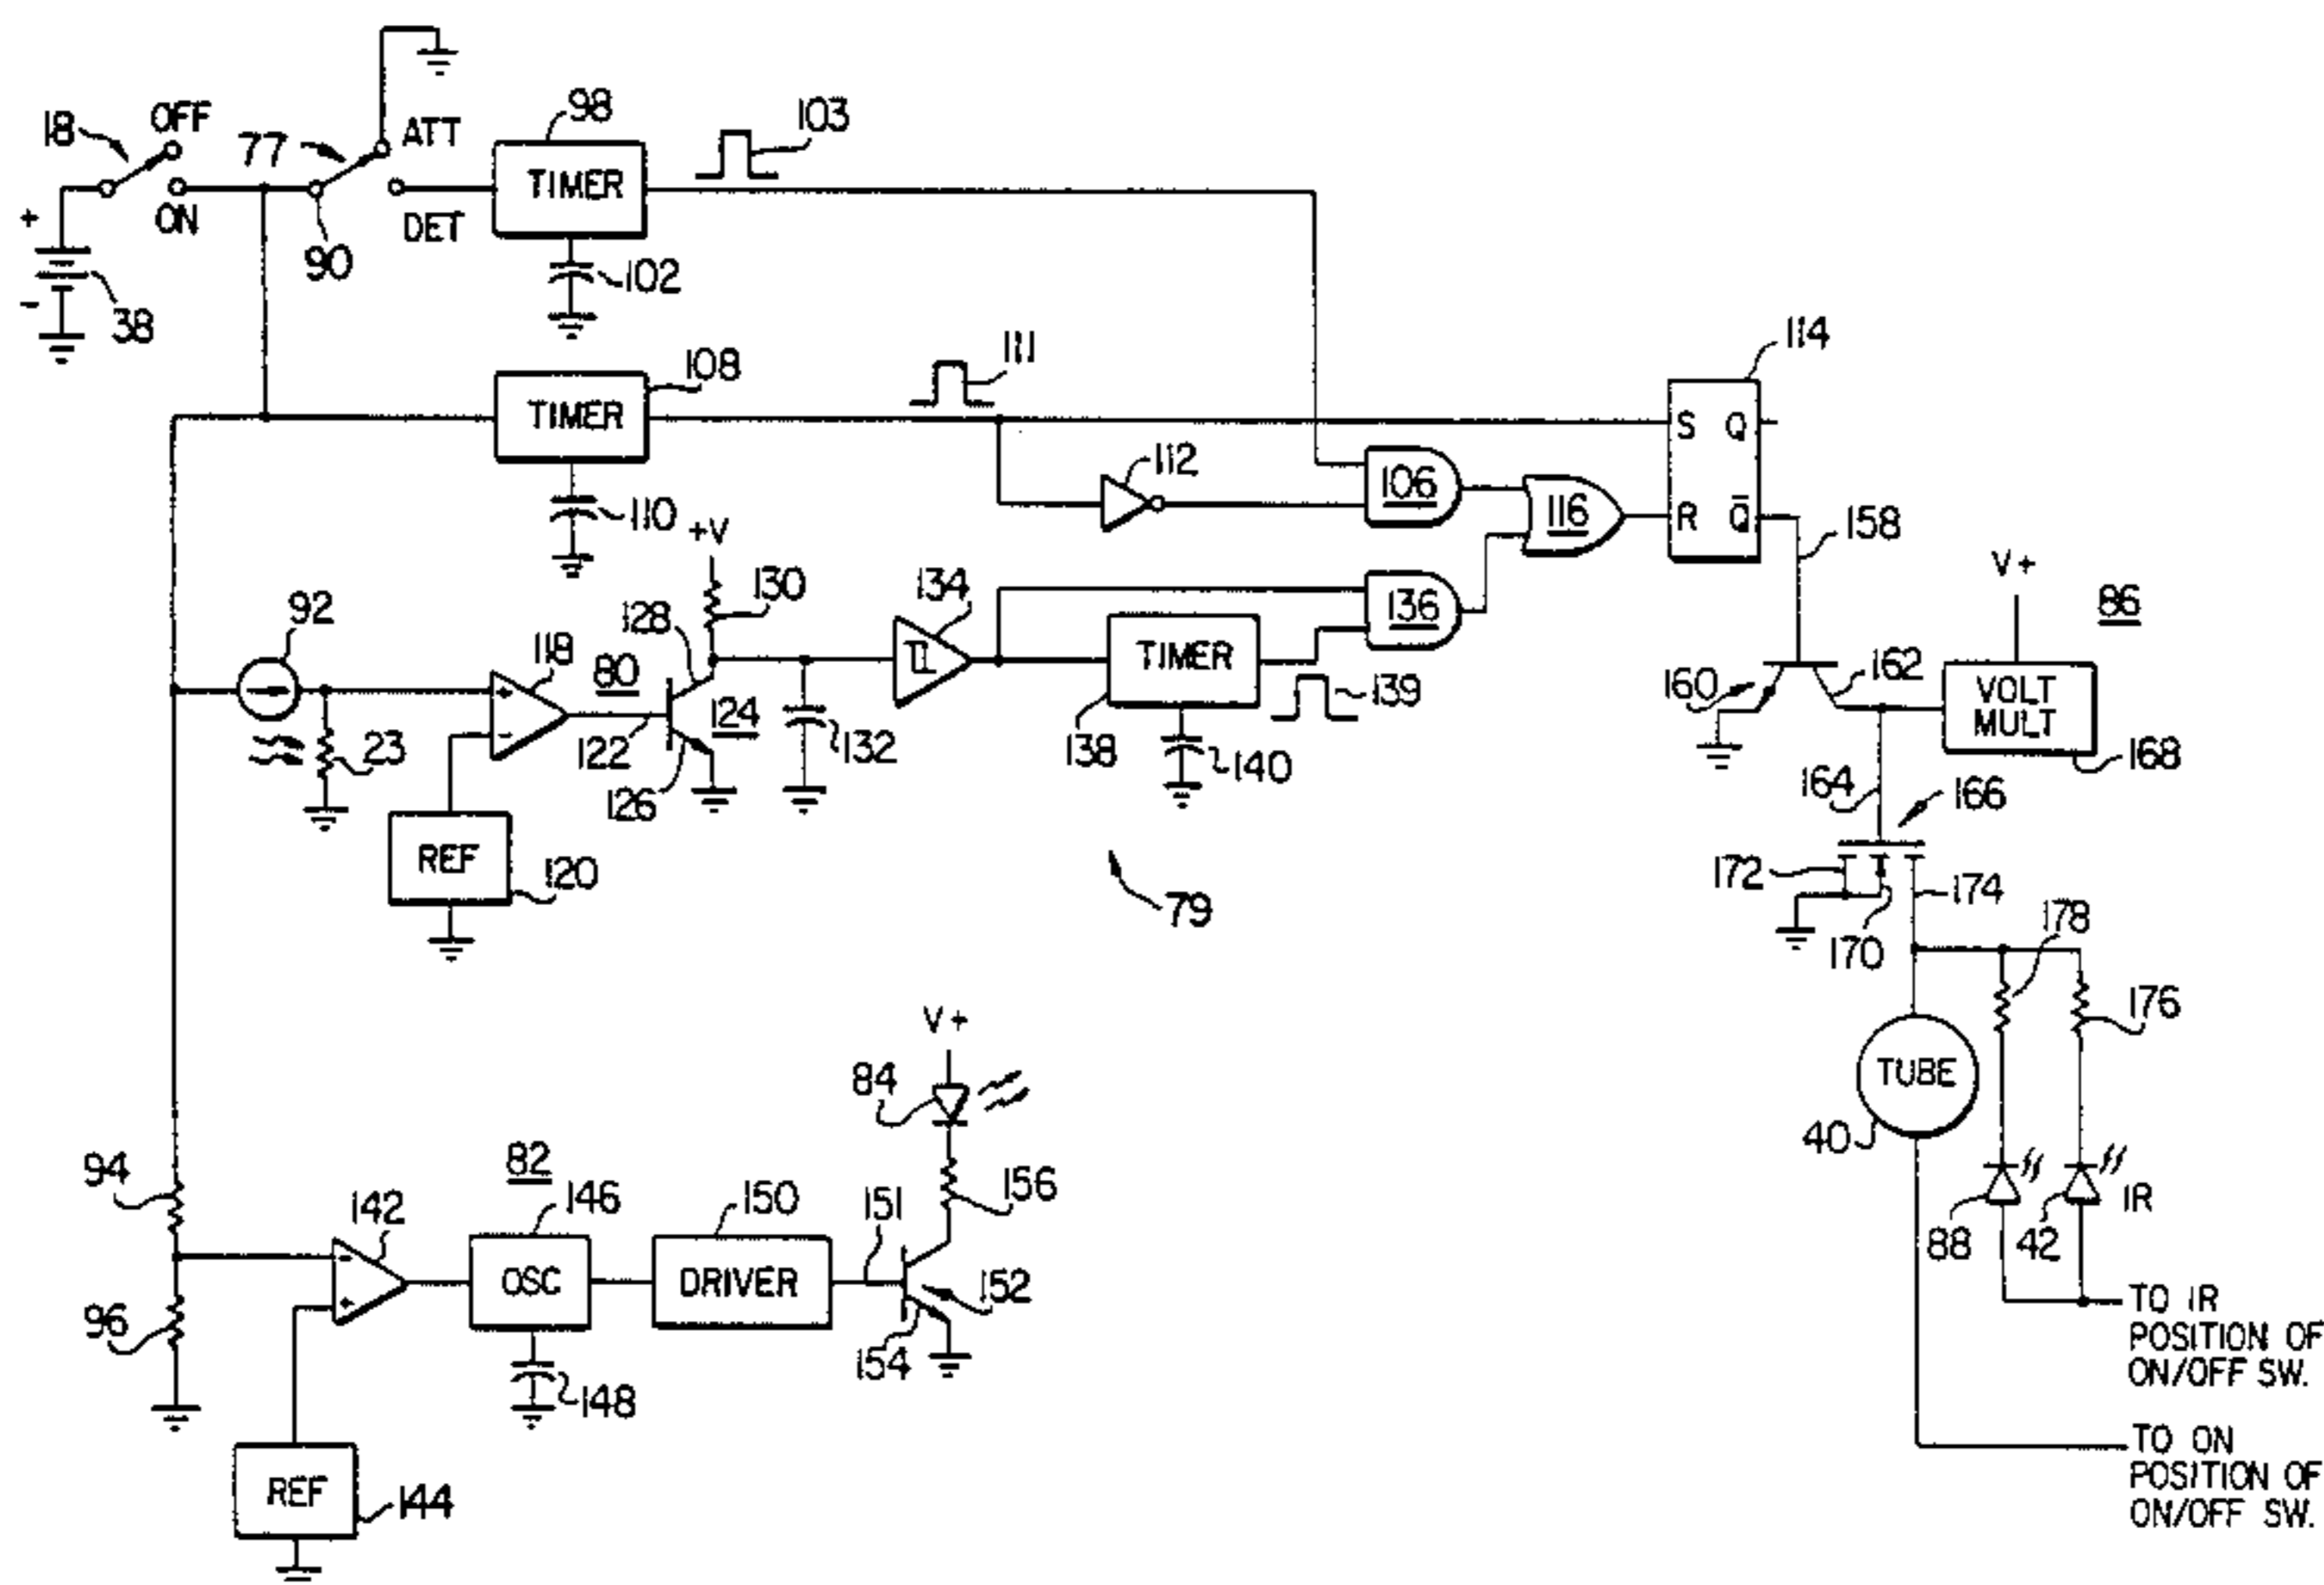 18
OFF
ON
+
-
38
77
ATT
DET
90
98
TIMER
102
103
108
TIMER
110
111
112
106
116
114
S Q
R Q̅
158
92
23
118
+
-
REF
120
80
122
124
126
128
+V
130
132
134
136
TIMER
138
139
140
79
V+
86
160
162
VOLT
MULT
168
164
166
172
170
174
178
176
TUBE
40
88
42
IR
TO IR
POSITION OF
ON/OFF SW.
TO ON
POSITION OF
ON/OFF SW.
94
96
142
-
+
REF
144
82
146
OSC
148
150
DRIVER
151
V+
84
156
152
154